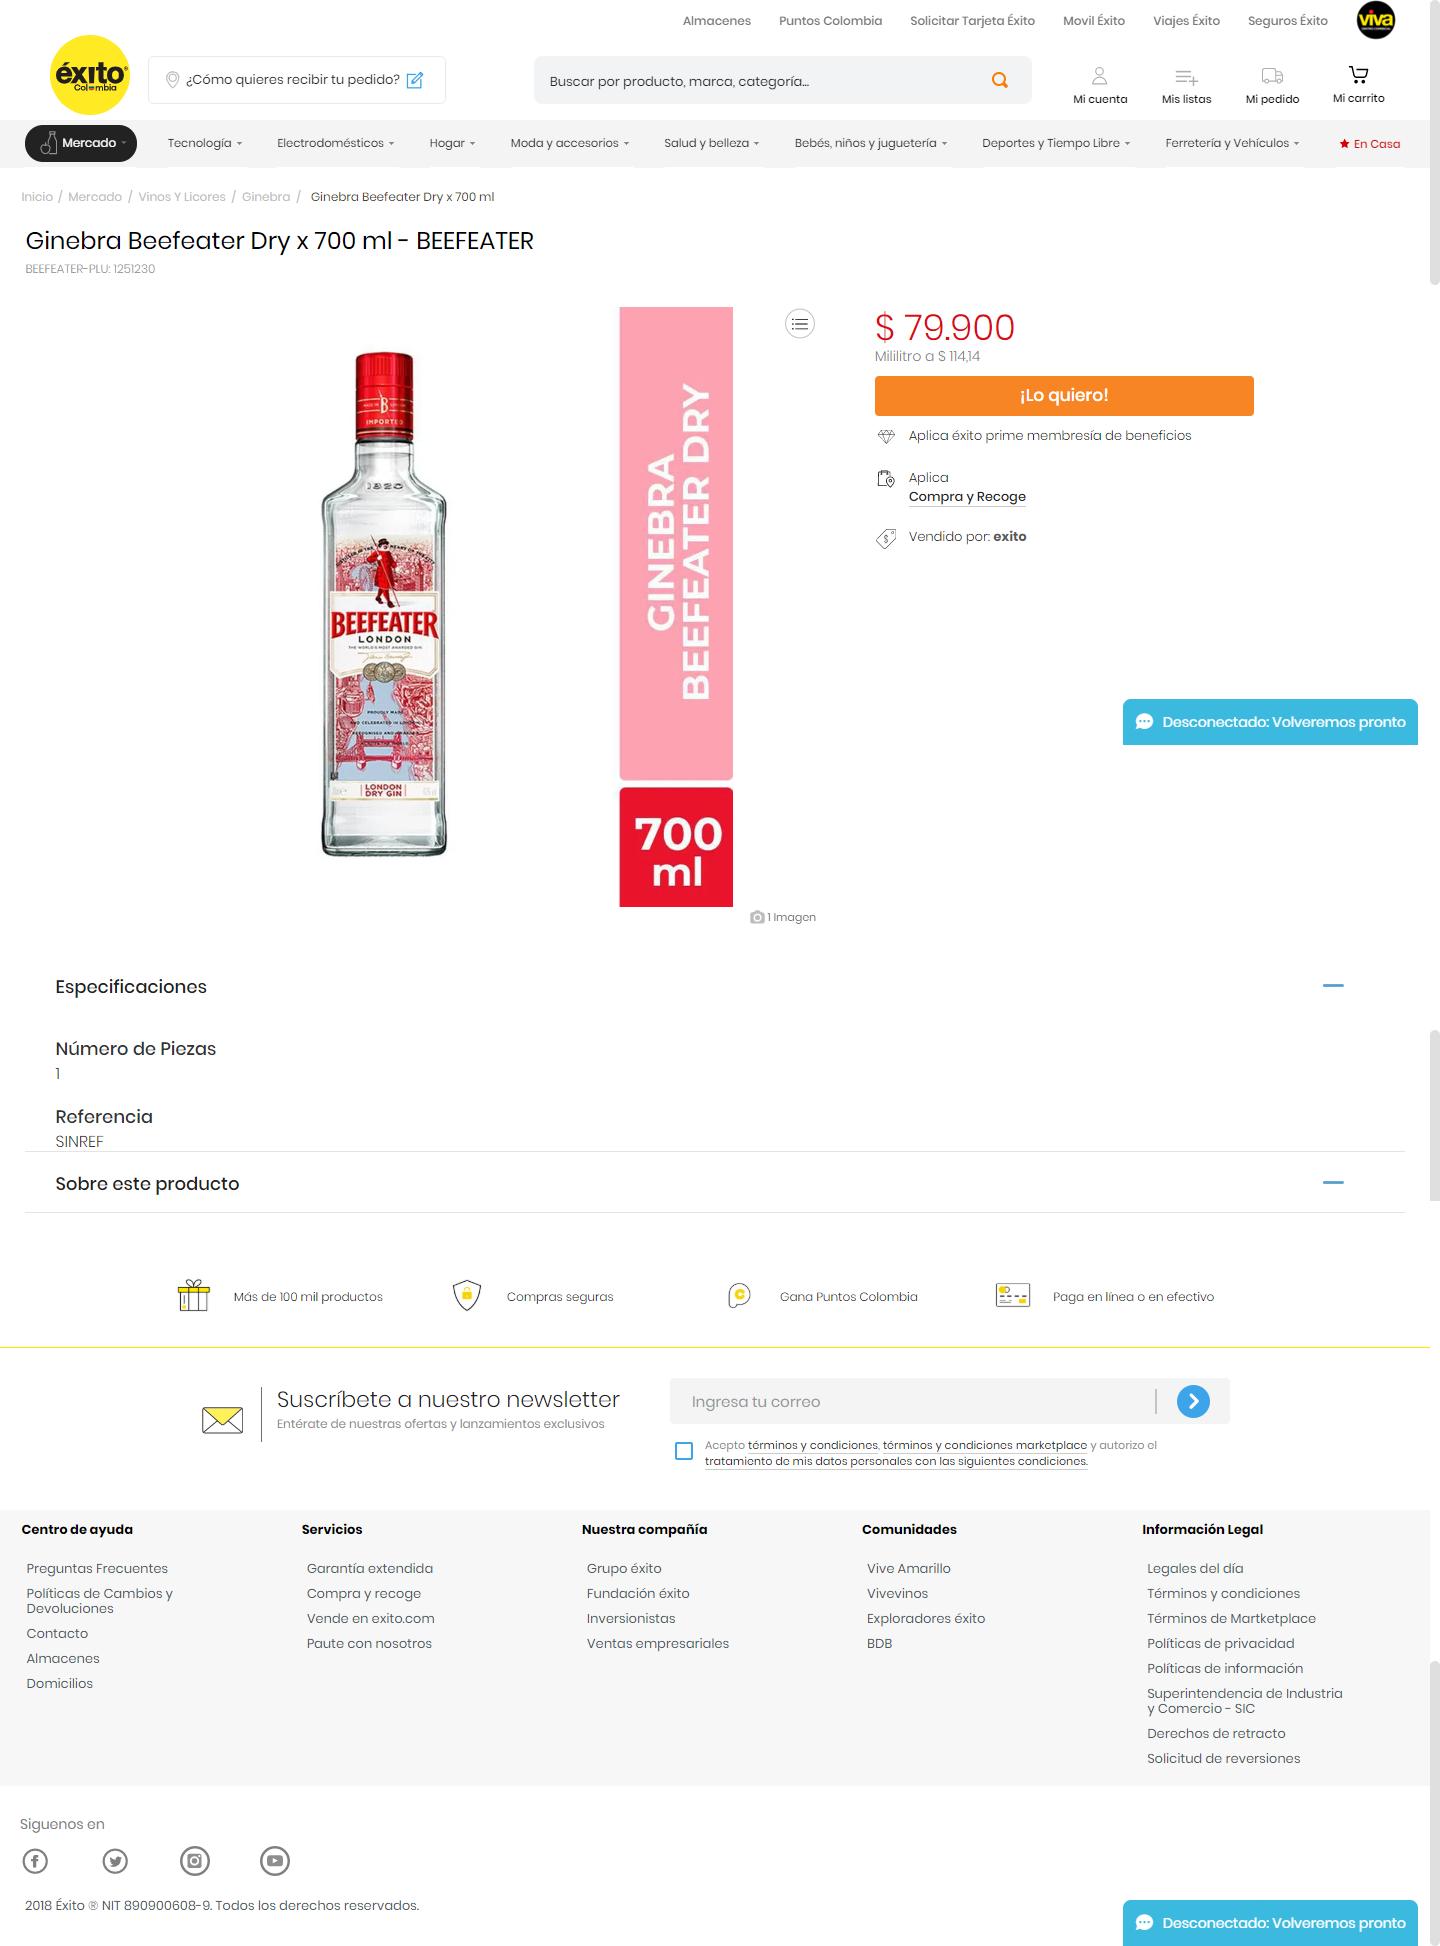 Almacenes Puntos Colombia Solicitar Tarjeta Éxito Movil Éxito Viajes Éxito Seguros Éxito viva
éxito
Colombia
¿Cómo quieres recibir tu pedido?
Buscar por producto, marca, categoría...
Mi cuenta Mis listas Mi pedido Mi carrito
Mercado Tecnología Electrodomésticos Hogar Moda y accesorios Salud y belleza Bebés, niños y juguetería Deportes y Tiempo Libre Ferretería y Vehículos En Casa
Inicio / Mercado / Vinos Y Licores / Ginebra / Ginebra Beefeater Dry x 700 ml
Ginebra Beefeater Dry x 700 ml - BEEFEATER
BEEFEATER-PLU: 1251230
B
IMPORTED
1820
BEEFEATER
LONDON
THE WORLD'S MOST AWARDED GIN
PROUDLY MADE
LONDON
DRY GIN
GINEBRA
BEEFEATER DRY
700
ml
1 Imagen
$ 79.900
Mililitro a $ 114,14
¡Lo quiero!
Aplica éxito prime membresía de beneficios
Aplica
Compra y Recoge
Vendido por: exito
Desconectado: Volveremos pronto
Especificaciones
Número de Piezas
1
Referencia
SINREF
Sobre este producto
Más de 100 mil productos Compras seguras Gana Puntos Colombia Paga en línea o en efectivo
Suscríbete a nuestro newsletter
Entérate de nuestras ofertas y lanzamientos exclusivos
Ingresa tu correo
Acepto términos y condiciones, términos y condiciones marketplace y autorizo el
tratamiento de mis datos personales con las siguientes condiciones.
Centro de ayuda
Preguntas Frecuentes
Políticas de Cambios y
Devoluciones
Contacto
Almacenes
Domicilios
Servicios
Garantía extendida
Compra y recoge
Vende en exito.com
Paute con nosotros
Nuestra compañía
Grupo éxito
Fundación éxito
Inversionistas
Ventas empresariales
Comunidades
Vive Amarillo
Vivevinos
Exploradores éxito
BDB
Información Legal
Legales del día
Términos y condiciones
Términos de Martketplace
Políticas de privacidad
Políticas de información
Superintendencia de Industria
y Comercio - SIC
Derechos de retracto
Solicitud de reversiones
Siguenos en
2018 Éxito ® NIT 890900608-9. Todos los derechos reservados.
Desconectado: Volveremos pronto